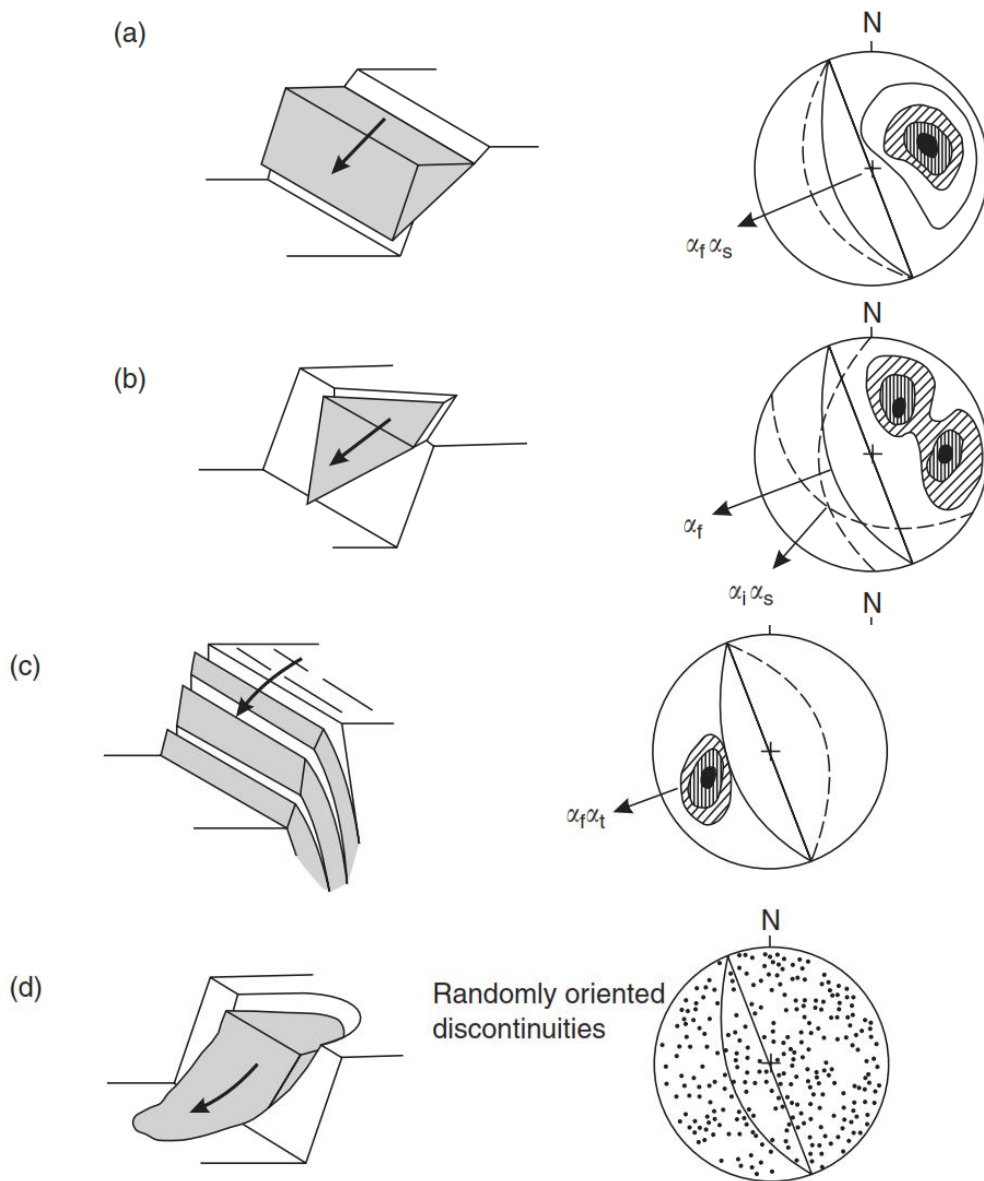 (a)
N
αf αs
(b)
N
αf
αi αs
(c)
N
αf αt
(d)
N
Randomly oriented
discontinuities